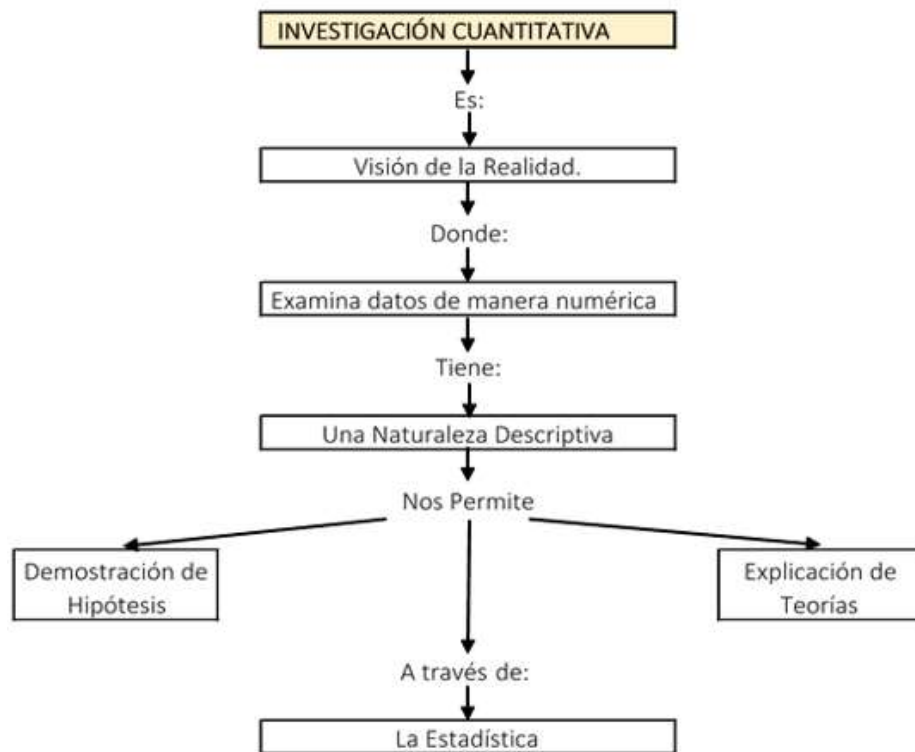 INVESTIGACIÓN CUANTITATIVA
Es:
Visión de la Realidad.
Donde:
Examina datos de manera numérica
Tiene:
Una Naturaleza Descriptiva
Nos Permite
Demostración de
Hipótesis
Explicación de
Teorías
A través de:
La Estadística